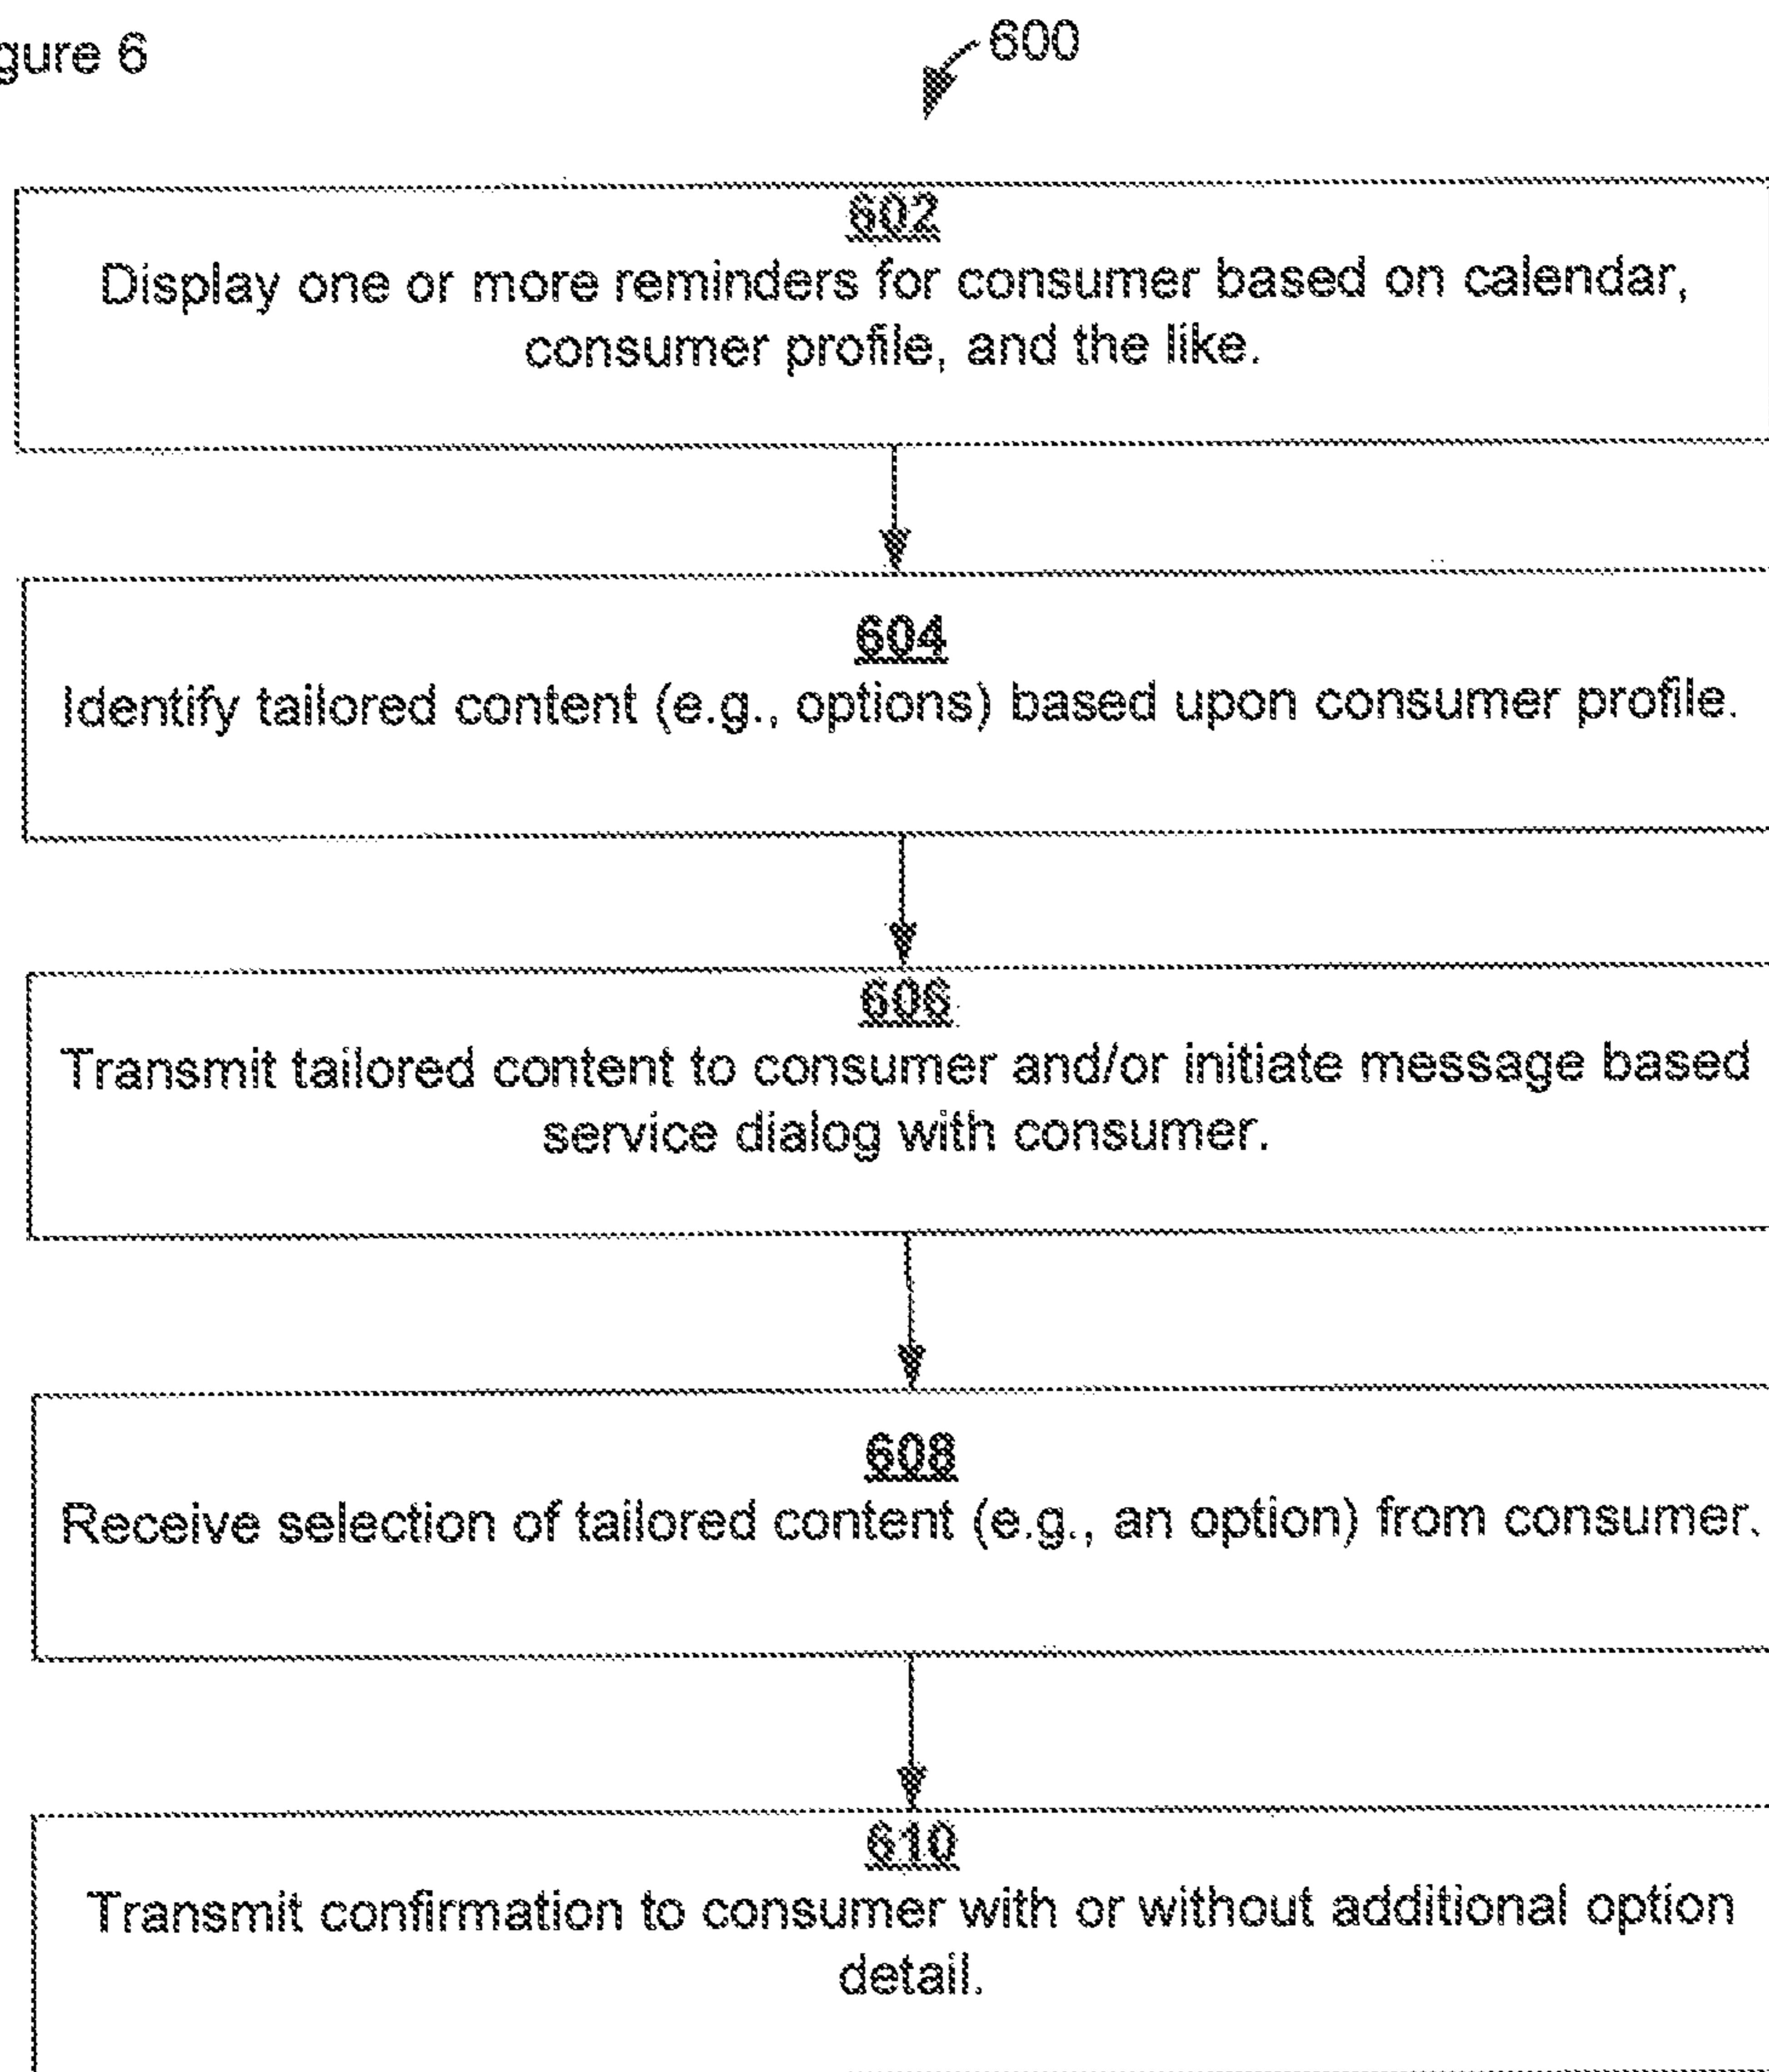 gure 6
600
602
Display one or more reminders for consumer based on calendar,
consumer profile, and the like.
604
Identify tailored content (e.g., options) based upon consumer profile.
606
Transmit tailored content to consumer and/or initiate message based
service dialog with consumer.
608
Receive selection of tailored content (e.g., an option) from consumer.
610
Transmit confirmation to consumer with or without additional option
detail.